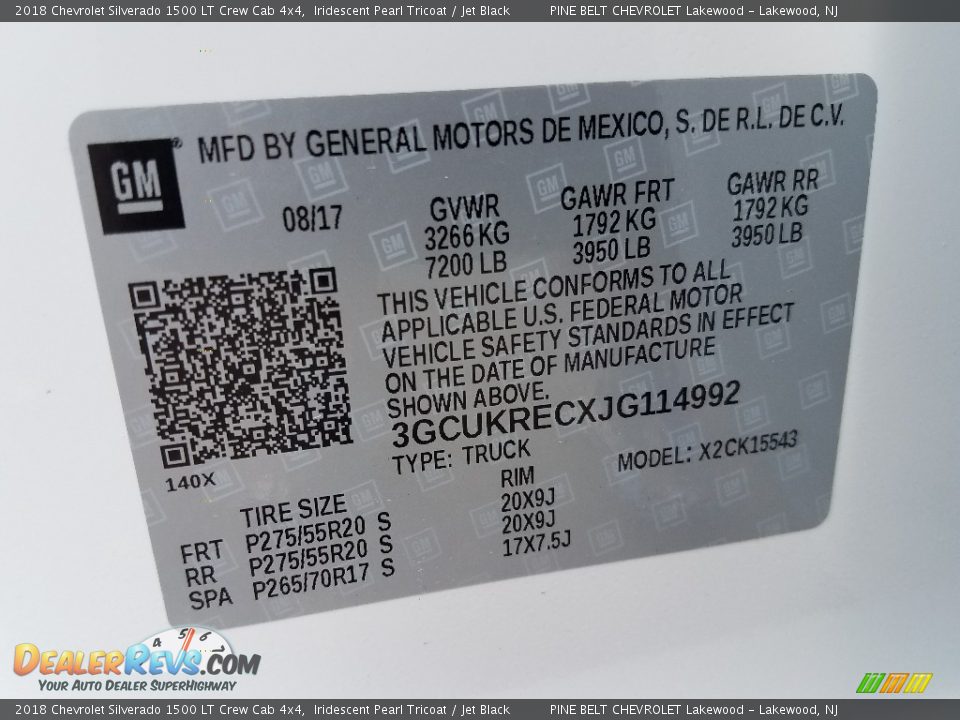 2018 Chevrolet Silverado 1500 LT Crew Cab 4x4, Iridescent Pearl Tricoat / Jet Black PINE BELT CHEVROLET Lakewood - Lakewood, NJ
GM ® MFD BY GENERAL MOTORS DE MEXICO, S. DE R.L. DE C.V.
08/17 GVWR GAWR FRT GAWR RR
3266 KG 1792 KG 1792 KG
7200 LB 3950 LB 3950 LB
THIS VEHICLE CONFORMS TO ALL
APPLICABLE U.S. FEDERAL MOTOR
VEHICLE SAFETY STANDARDS IN EFFECT
ON THE DATE OF MANUFACTURE
SHOWN ABOVE.
3GCUKRECXJG114992
TYPE: TRUCK MODEL: X2CK15543
140X
TIRE SIZE RIM
FRT P275/55R20 S 20X9J
RR P275/55R20 S 20X9J
SPA P265/70R17 S 17X7.5J
4 5 6 7
DEALERREVS.COM
YOUR AUTO DEALER SUPERHIGHWAY
2018 Chevrolet Silverado 1500 LT Crew Cab 4x4, Iridescent Pearl Tricoat / Jet Black PINE BELT CHEVROLET Lakewood - Lakewood, NJ